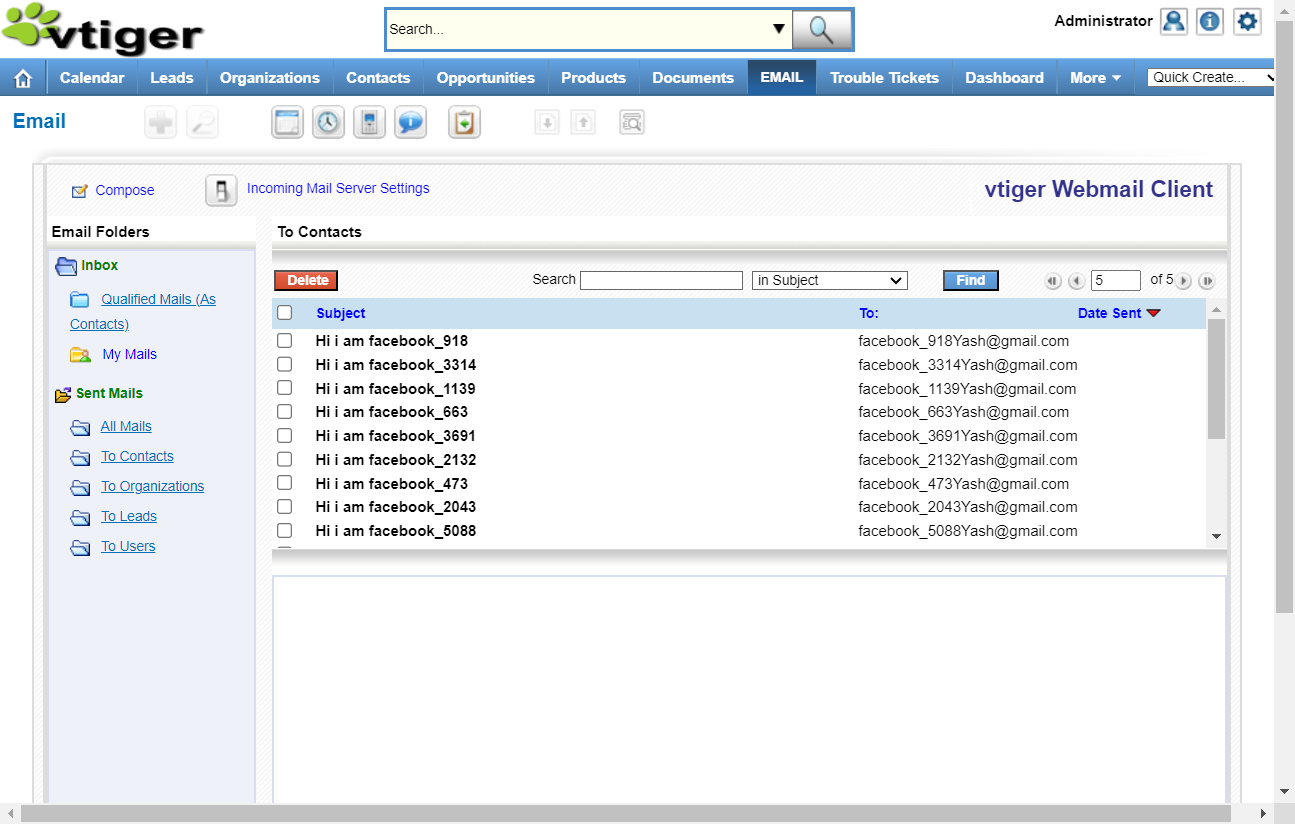 vtiger
Search...
Administrator
Calendar Leads Organizations Contacts Opportunities Products Documents EMAIL Trouble Tickets Dashboard More Quick Create...
Email
Compose Incoming Mail Server Settings vtiger Webmail Client
Email Folders
Inbox
Qualified Mails (As
Contacts)
My Mails
Sent Mails
All Mails
To Contacts
To Organizations
To Leads
To Users
To Contacts
Delete Search in Subject Find 5 of 5
Subject To: Date Sent
Hi i am facebook_918 facebook_918Yash@gmail.com
Hi i am facebook_3314 facebook_3314Yash@gmail.com
Hi i am facebook_1139 facebook_1139Yash@gmail.com
Hi i am facebook_663 facebook_663Yash@gmail.com
Hi i am facebook_3691 facebook_3691Yash@gmail.com
Hi i am facebook_2132 facebook_2132Yash@gmail.com
Hi i am facebook_473 facebook_473Yash@gmail.com
Hi i am facebook_2043 facebook_2043Yash@gmail.com
Hi i am facebook_5088 facebook_5088Yash@gmail.com